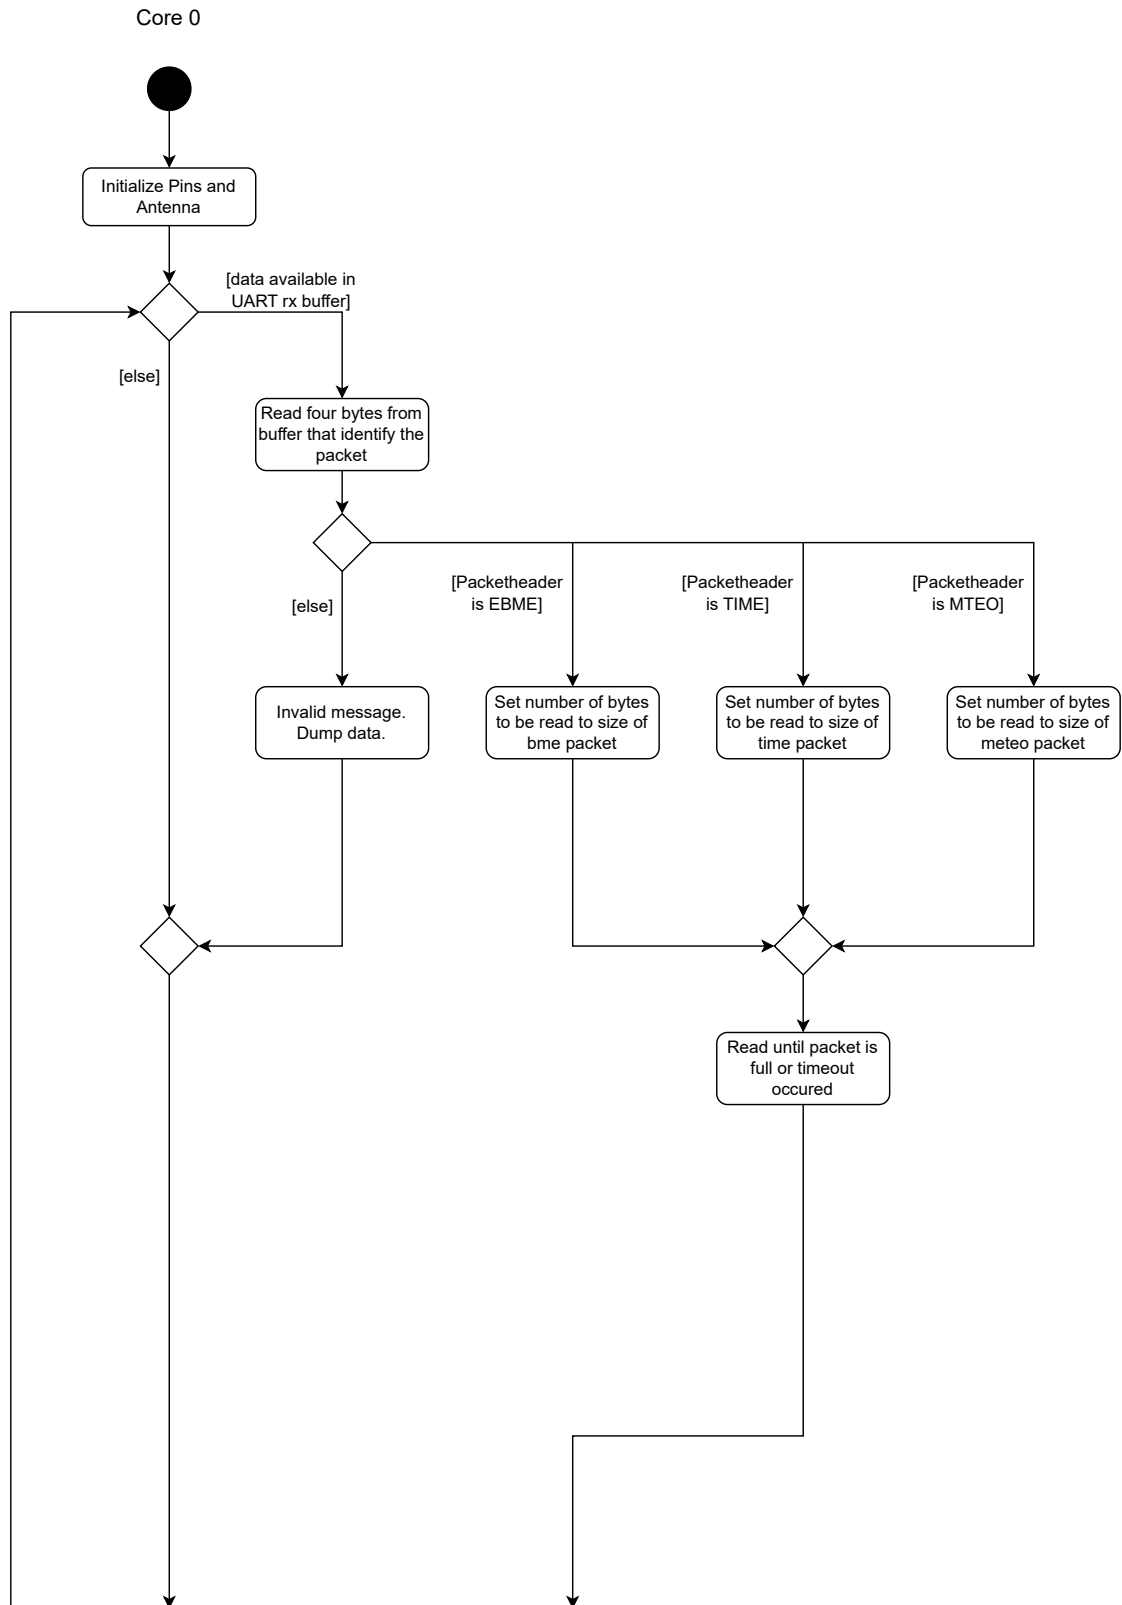 Core 0
Initialize Pins and
Antenna
[data available in
UART rx buffer]
[else]
Read four bytes from
buffer that identify the
packet
[Packetheader
is EBME]
[Packetheader
is TIME]
[Packetheader
is MTEO]
[else]
Invalid message.
Dump data.
Set number of bytes
to be read to size of
bme packet
Set number of bytes
to be read to size of
time packet
Set number of bytes
to be read to size of
meteo packet
Read until packet is
full or timeout
occured